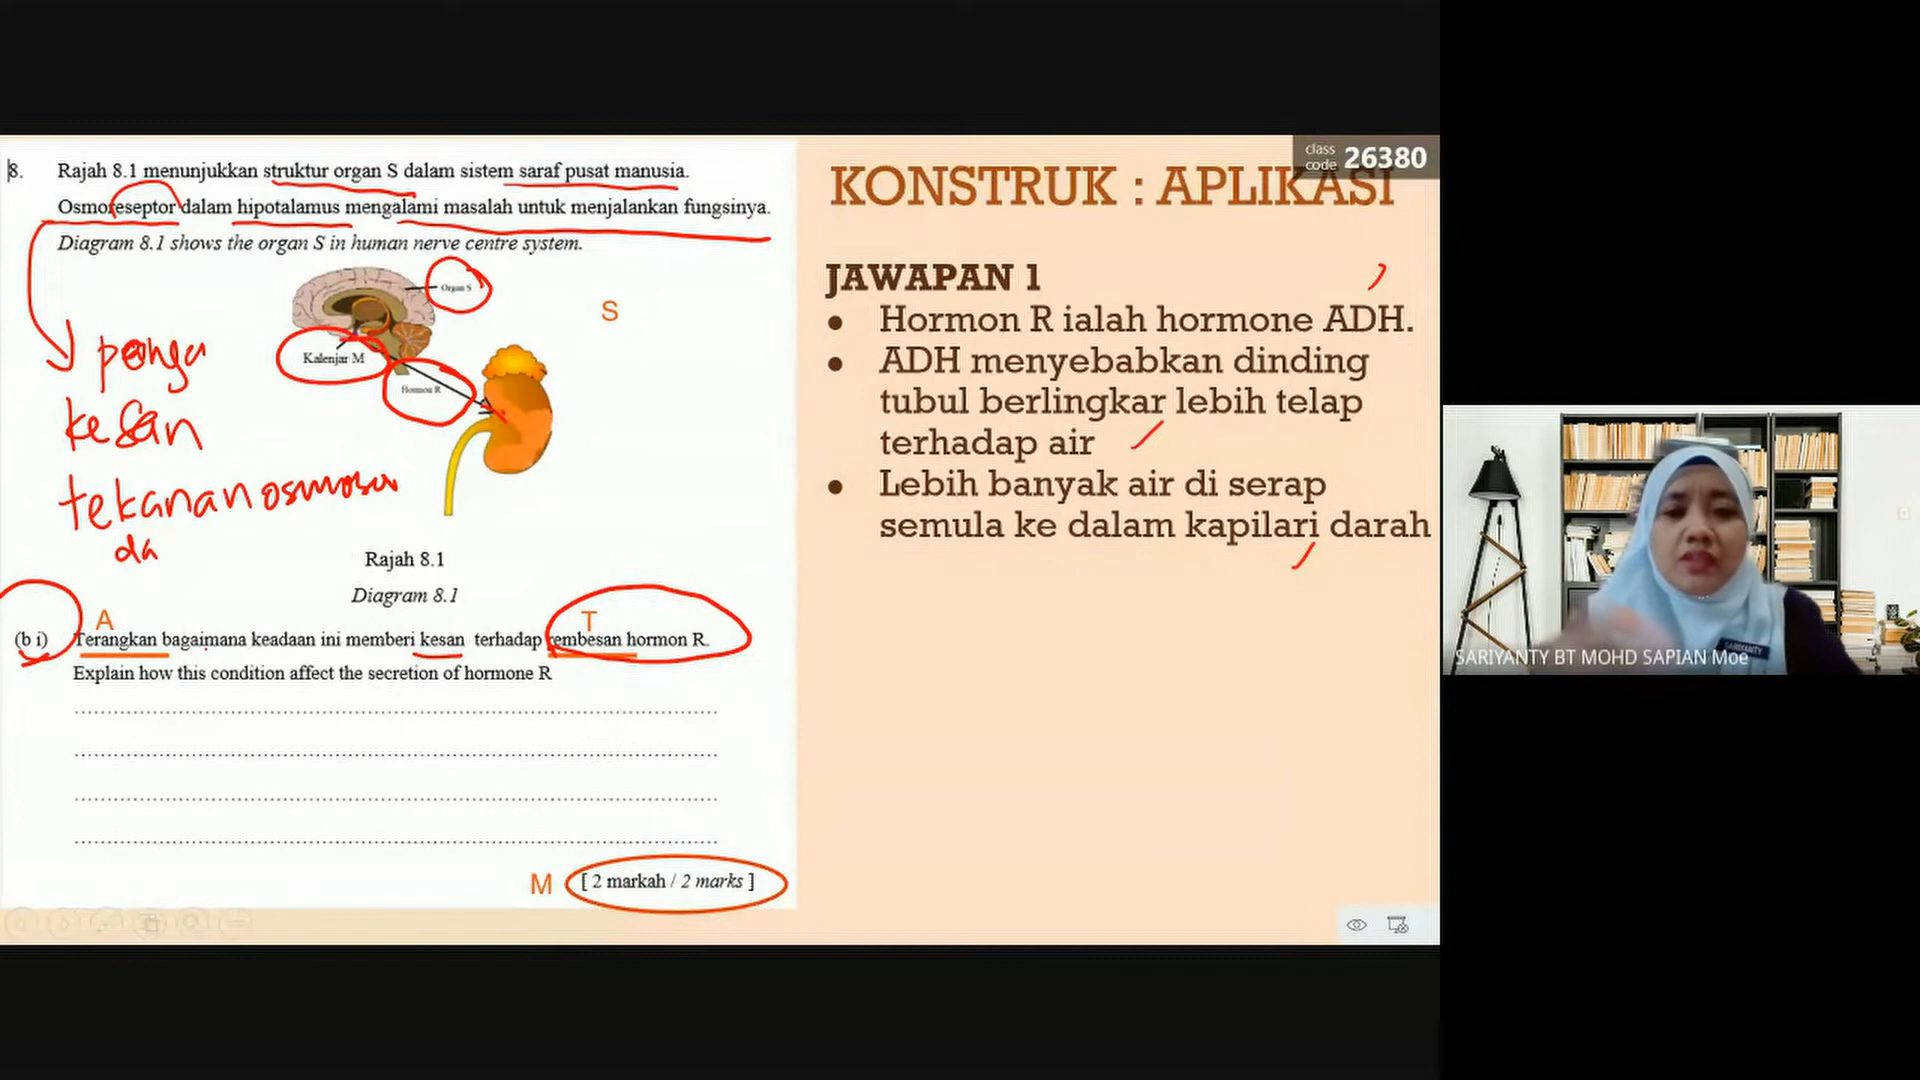 8. Rajah 8.1 menunjukkan struktur organ S dalam sistem saraf pusat manusia.
Osmoreseptor dalam hipotalamus mengalami masalah untuk menjalankan fungsinya.
Diagram 8.1 shows the organ S in human nerve centre system.
Organ S
S
Kalenjar M
Hormon R
penga
kesan
tekanan osmosa
da
Rajah 8.1
Diagram 8.1
A
T
(b i) Terangkan bagaimana keadaan ini memberi kesan terhadap rembesan hormon R.
Explain how this condition affect the secretion of hormone R
M [ 2 markah / 2 marks ]
class code 26380
KONSTRUK : APLIKASI
JAWAPAN 1
● Hormon R ialah hormone ADH.
● ADH menyebabkan dinding
tubul berlingkar lebih telap
terhadap air
● Lebih banyak air di serap
semula ke dalam kapilari darah
SARIYANTY
SARIYANTY BT MOHD SAPIAN Moe